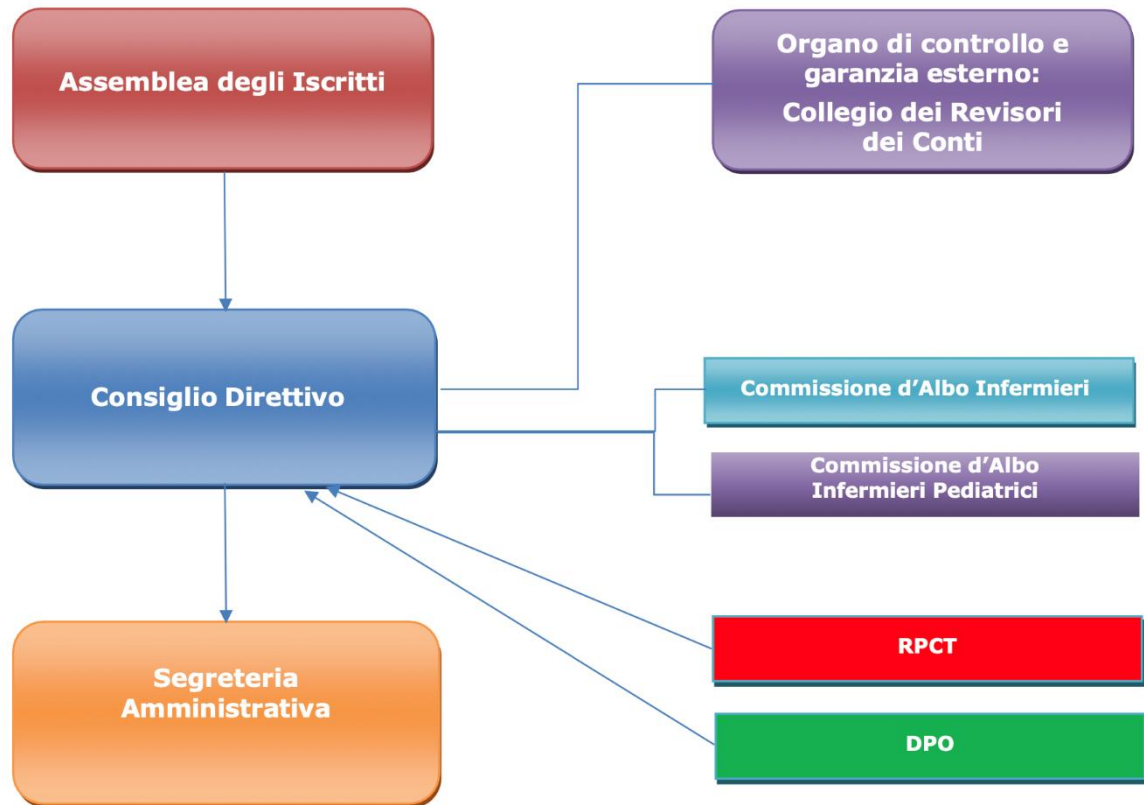 Assemblea degli Iscritti
Organo di controllo e
garanzia esterno:
Collegio dei Revisori
dei Conti
Consiglio Direttivo
Commissione d'Albo Infermieri
Commissione d'Albo
Infermieri Pediatrici
Segreteria
Amministrativa
RPCT
DPO